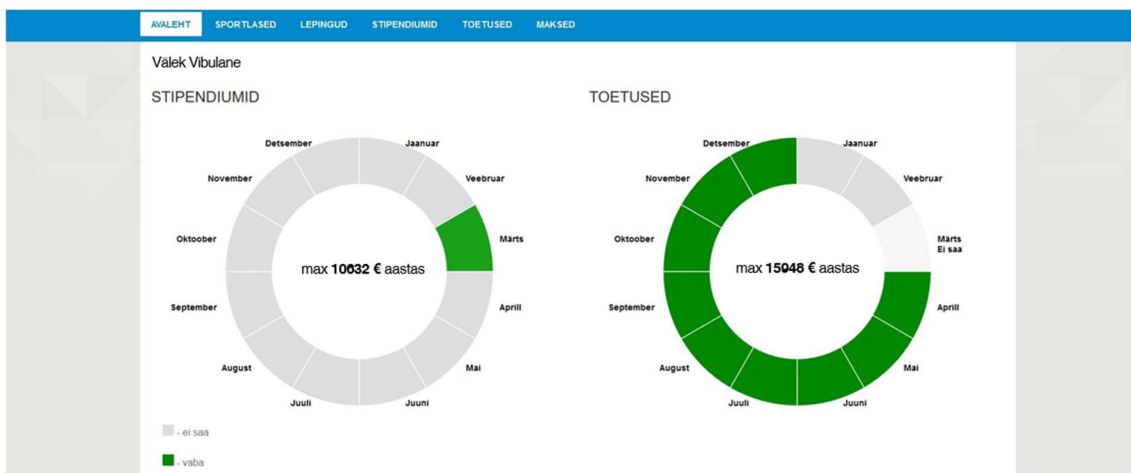 AVALEHT SPORTLASED LEPINGUD STIPENDIUMID TOETUSED MAKSED
Välek Vibulane
STIPENDIUMID
Detsember Jaanuar
November Veebruar
Oktoober Märts
max 10632 € aastas
September Aprill
August Mai
Juuli Juuni
- ei saa
- vaba
TOETUSED
Detsember Jaanuar
November Veebruar
Oktoober Märts
Ei saa
max 15948 € aastas
September Aprill
August Mai
Juuli Juuni